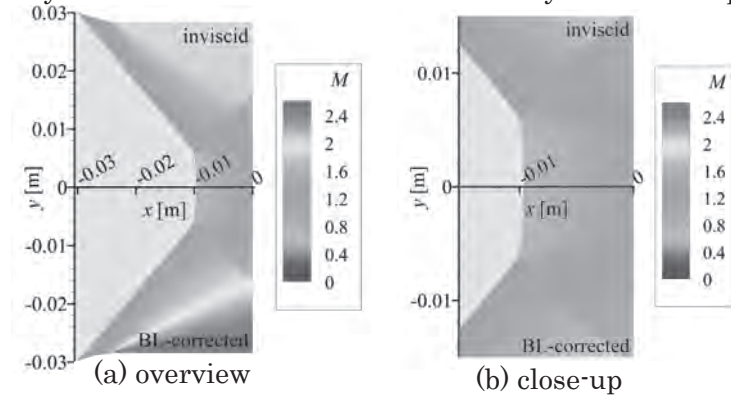 0.03
inviscid
0.02
M
2.4
2
1.6
1.2
0.8
0.4
0
0.01
-0.03
-0.02
-0.01
0
0
x [m]
y [m]
-0.01
-0.02
BL-corrected
-0.03
(a) overview
inviscid
0.01
M
2.4
2
1.6
1.2
0.8
0.4
0
-0.01
0
0
x [m]
y [m]
-0.01
BL-corrected
(b) close-up